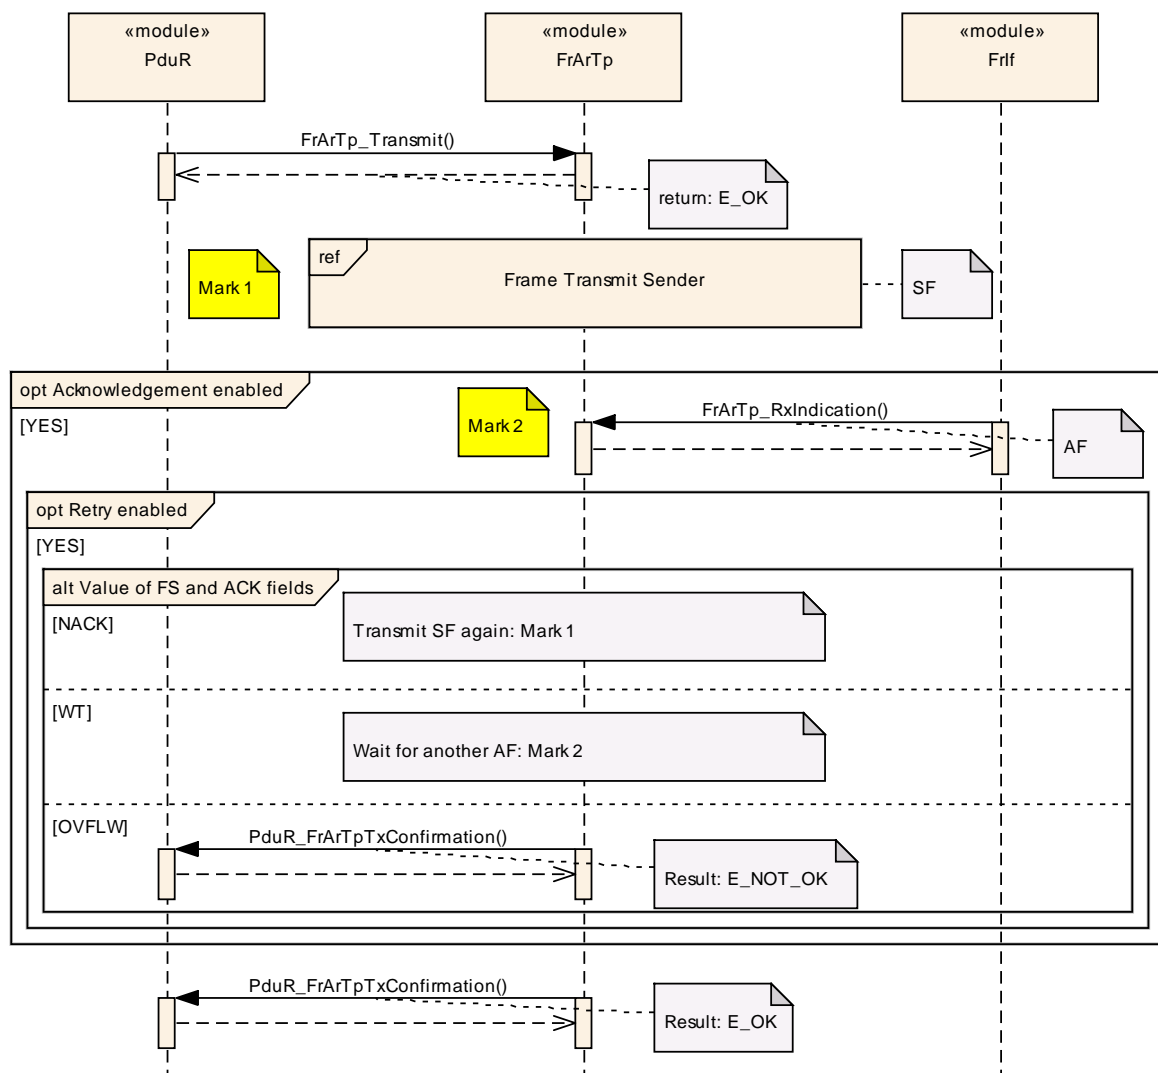 «module»
PduR
«module»
FrArTp
«module»
FrIf
FrArTp_Transmit()
return: E_OK
Mark 1
ref
Frame Transmit Sender
SF
opt Acknowledgement enabled
[YES]
Mark 2
FrArTp_RxIndication()
AF
opt Retry enabled
[YES]
alt Value of FS and ACK fields
[NACK]
Transmit SF again: Mark 1
[WT]
Wait for another AF: Mark 2
[OVFLW]
PduR_FrArTpTxConfirmation()
Result: E_NOT_OK
PduR_FrArTpTxConfirmation()
Result: E_OK